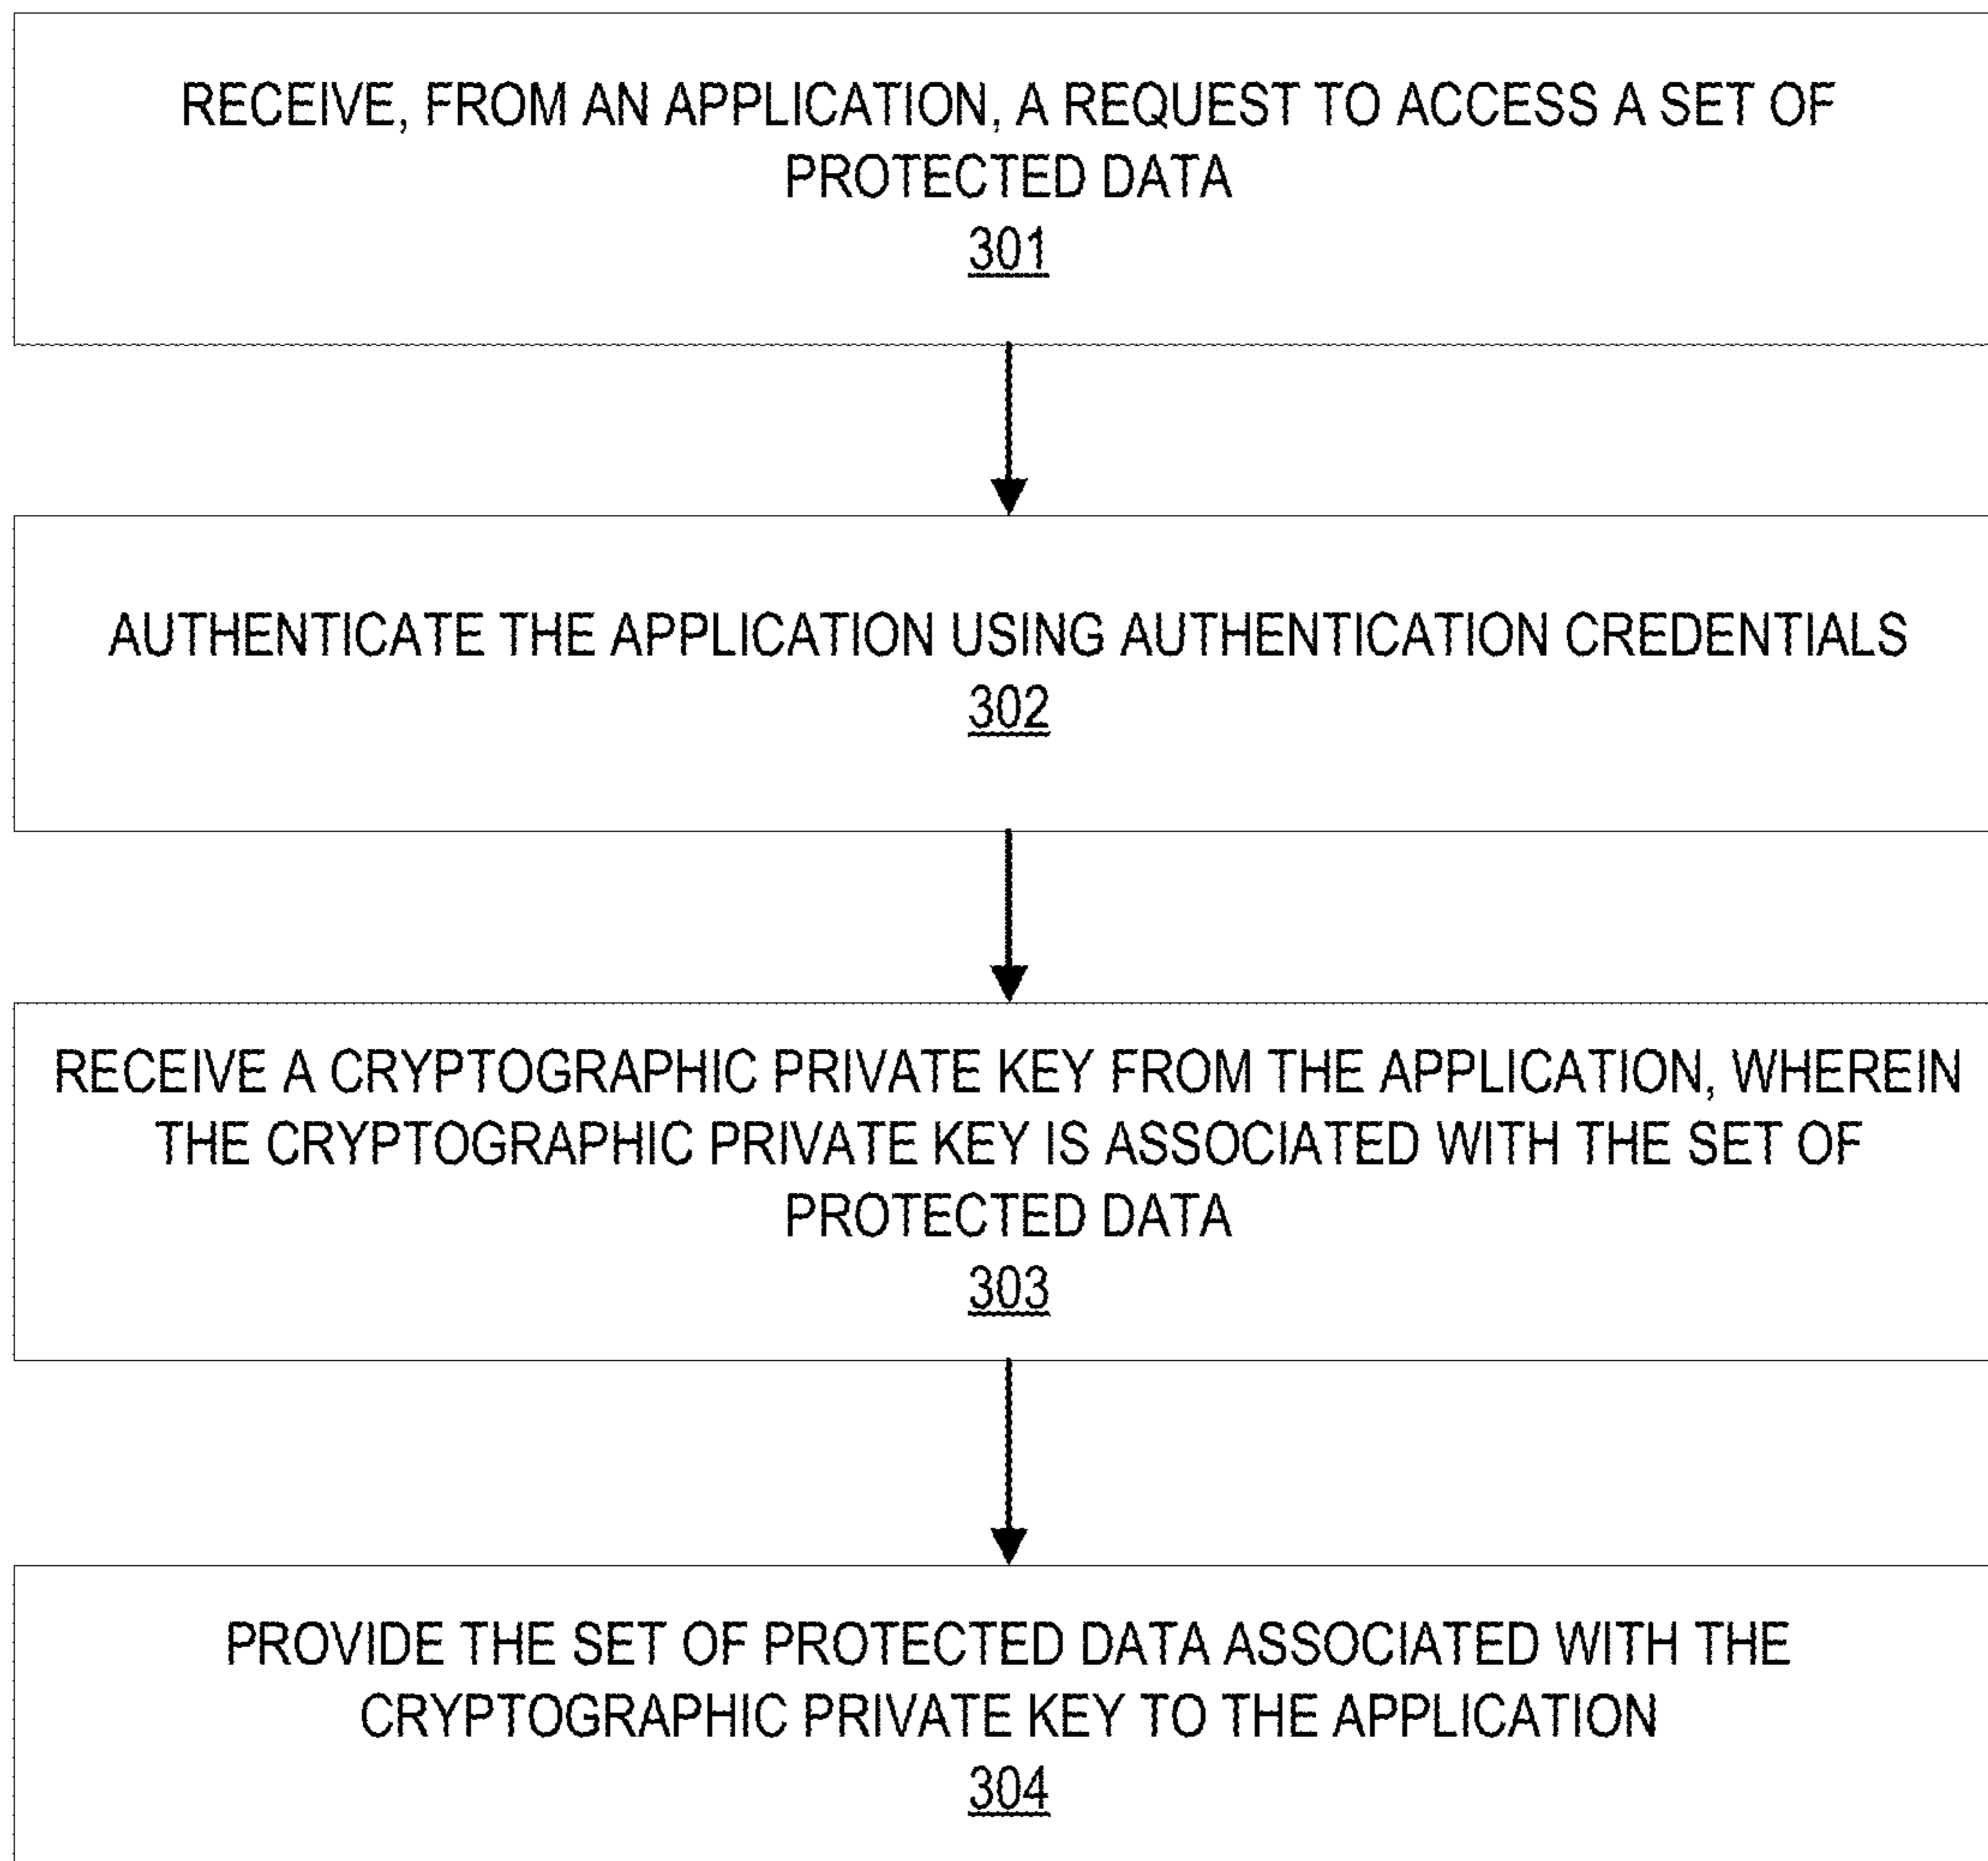 RECEIVE, FROM AN APPLICATION, A REQUEST TO ACCESS A SET OF
PROTECTED DATA
301
AUTHENTICATE THE APPLICATION USING AUTHENTICATION CREDENTIALS
302
RECEIVE A CRYPTOGRAPHIC PRIVATE KEY FROM THE APPLICATION, WHEREIN
THE CRYPTOGRAPHIC PRIVATE KEY IS ASSOCIATED WITH THE SET OF
PROTECTED DATA
303
PROVIDE THE SET OF PROTECTED DATA ASSOCIATED WITH THE
CRYPTOGRAPHIC PRIVATE KEY TO THE APPLICATION
304